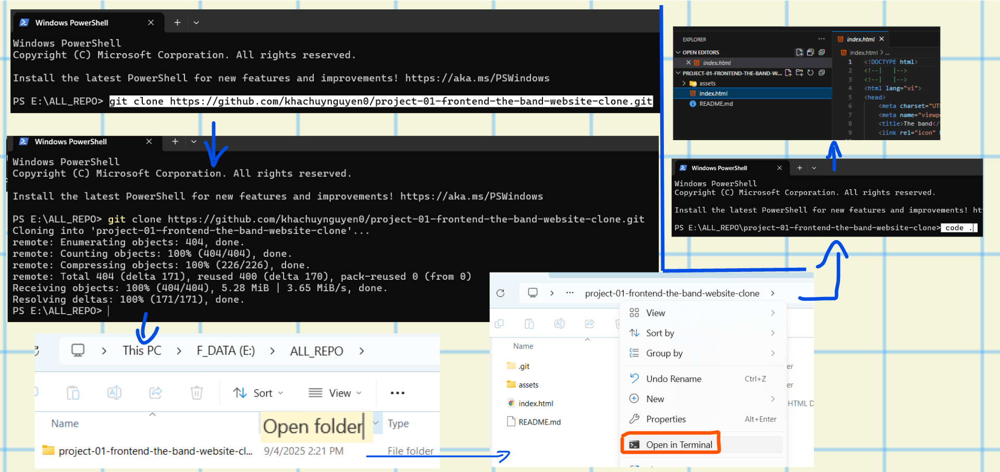 Windows PowerShell
Windows PowerShell
Copyright (C) Microsoft Corporation. All rights reserved.
Install the latest PowerShell for new features and improvements! https://aka.ms/PSWindows
PS E:\ALL_REPO> git clone https://github.com/khachuynguyen0/project-01-frontend-the-band-website-clone.git
Windows PowerShell
Windows PowerShell
Copyright (C) Microsoft Corporation. All rights reserved.
Install the latest PowerShell for new features and improvements! https://aka.ms/PSWindows
PS E:\ALL_REPO> git clone https://github.com/khachuynguyen0/project-01-frontend-the-band-website-clone.git
Cloning into 'project-01-frontend-the-band-website-clone'...
remote: Enumerating objects: 404, done.
remote: Counting objects: 100% (404/404), done.
remote: Compressing objects: 100% (226/226), done.
remote: Total 404 (delta 171), reused 400 (delta 170), pack-reused 0 (from 0)
Receiving objects: 100% (404/404), 5.28 MiB | 3.65 MiB/s, done.
Resolving deltas: 100% (171/171), done.
PS E:\ALL_REPO>
This PC > F_DATA (E:) > ALL_REPO >
Sort
View
Name
Open folder
Type
project-01-frontend-the-band-website-cl... 9/4/2025 2:21 PM File folder
project-01-frontend-the-band-website-clone >
Name
.git
assets
index.html
README.md
View
Sort by
Group by
Undo Rename Ctrl+Z
New
Properties Alt+Enter
Open in Terminal
er
er
HTML D
Windows PowerShell
Windows PowerShell
Copyright (C) Microsoft Corporation. All rights reserved.
Install the latest PowerShell for new features and improvements! ht
PS E:\ALL_REPO\project-01-frontend-the-band-website-clone> code .
EXPLORER
OPEN EDITORS
index.html
PROJECT-01-FRONTEND-THE-BAND-W...
assets
index.html
README.md
index.html
index.html > ...
1 <!DOCTYPE html>
2 <!--| |-->
3 <!--| |-->
4 <html lang="vi">
5 <head>
6 <meta charset="UT
7 <meta name="viewp
8 <title>The band</
9 <link rel="icon"